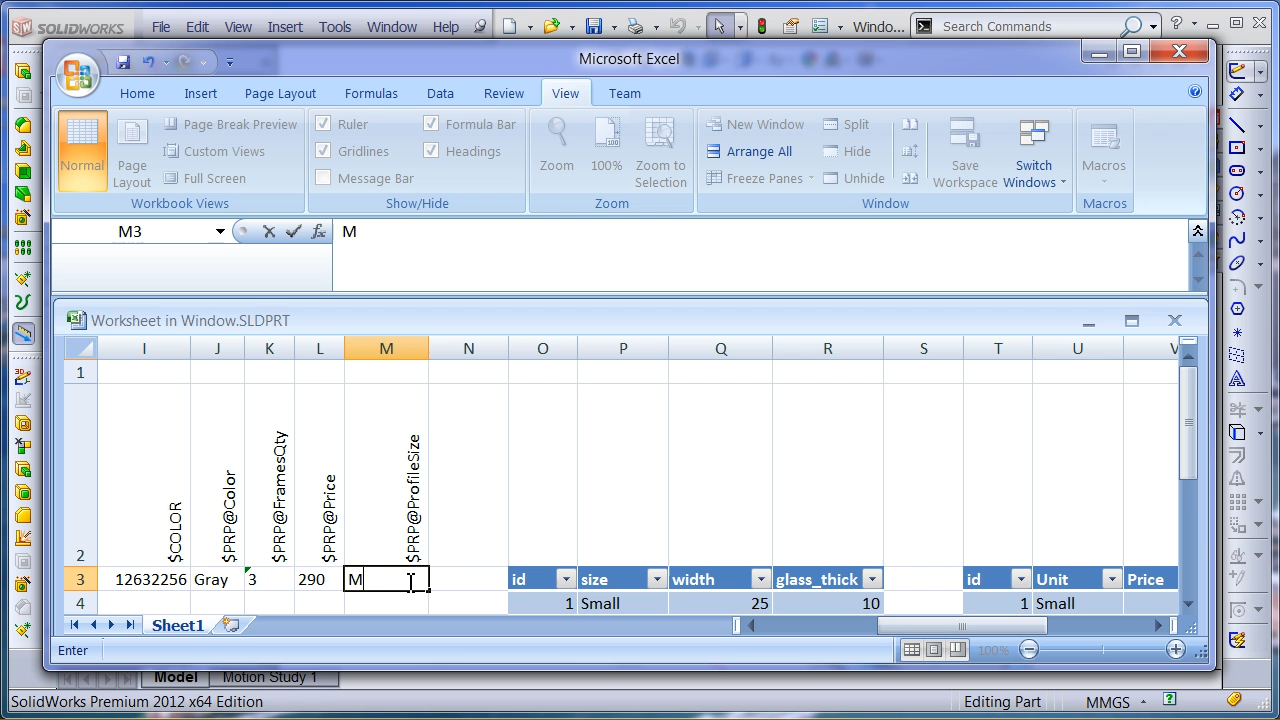 SOLIDWORKS File Edit View Insert Tools Window Help Windo... Search Commands
Microsoft Excel
Home Insert Page Layout Formulas Data Review View Team
Normal
Page Layout
Page Break Preview
Custom Views
Full Screen
Workbook Views
Ruler
Gridlines
Message Bar
Formula Bar
Headings
Show/Hide
Zoom
100%
Zoom to Selection
Zoom
New Window
Arrange All
Freeze Panes
Split
Hide
Unhide
Save Workspace
Switch Windows
Window
Macros
Macros
M3 fx M
Worksheet in Window.SLDPRT
I J K L M N O P Q R S T U V
1
2 $COLOR $PRP@Color $PRP@FramesQty $PRP@Price $PRP@ProfileSize
3 12632256 Gray 3 290 M id size width glass_thick id Unit Price
4 1 Small 25 10 1 Small
Sheet1
Enter 100%
Model Motion Study 1
SolidWorks Premium 2012 x64 Edition Editing Part MMGS